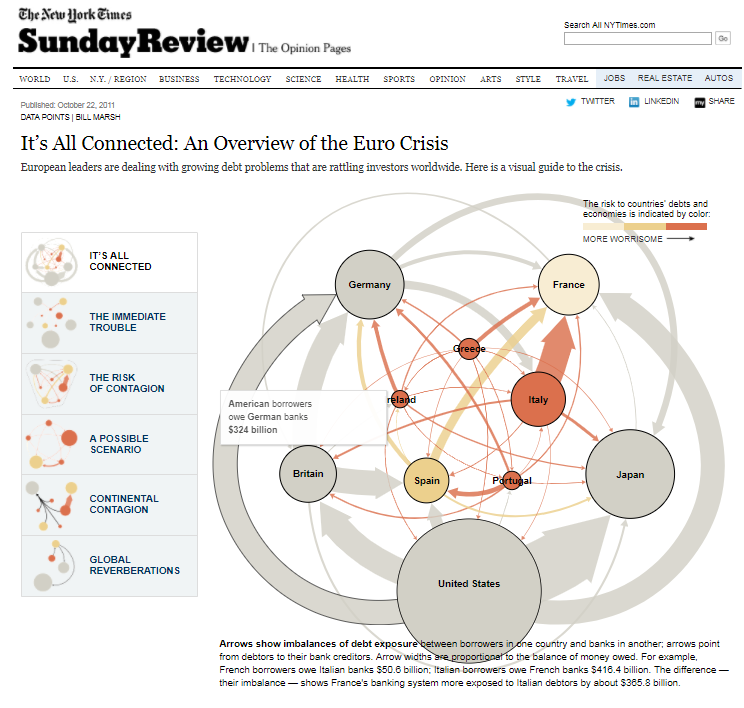 The New York Times
SundayReview | The Opinion Pages
Search All NYTimes.com
Go
WORLD U.S. N.Y. / REGION BUSINESS TECHNOLOGY SCIENCE HEALTH SPORTS OPINION ARTS STYLE TRAVEL JOBS REAL ESTATE AUTOS
Published: October 22, 2011
DATA POINTS | BILL MARSH
TWITTER
in LINKEDIN
my SHARE
It's All Connected: An Overview of the Euro Crisis
European leaders are dealing with growing debt problems that are rattling investors worldwide. Here is a visual guide to the crisis.
The risk to countries' debts and
economies is indicated by color:
MORE WORRISOME
IT'S ALL
CONNECTED
THE IMMEDIATE
TROUBLE
THE RISK
OF CONTAGION
A POSSIBLE
SCENARIO
CONTINENTAL
CONTAGION
GLOBAL
REVERBERATIONS
Germany
France
Greece
American borrowers
owe German banks
$324 billion
Ireland
Italy
Britain
Spain
Portugal
Japan
United States
Arrows show imbalances of debt exposure between borrowers in one country and banks in another; arrows point
from debtors to their bank creditors. Arrow widths are proportional to the balance of money owed. For example,
French borrowers owe Italian banks $50.6 billion; Italian borrowers owe French banks $416.4 billion. The difference —
their imbalance — shows France's banking system more exposed to Italian debtors by about $365.8 billion.